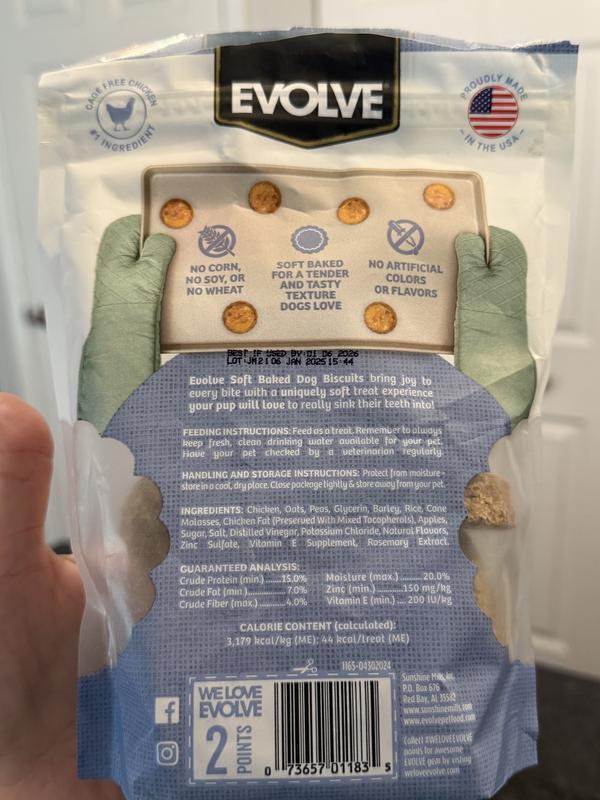 CAGE FREE CHICKEN
#1 INGREDIENT
EVOLVE
PROUDLY MADE
IN THE USA
NO CORN,
NO SOY, OR
NO WHEAT
SOFT BAKED
FOR A TENDER
AND TASTY
TEXTURE
DOGS LOVE
NO ARTIFICIAL
COLORS
OR FLAVORS
BEST IF USED BY:01 06 2026
LOT:JM2106 JAN 2025 15:44
Evolve Soft Baked Dog Biscuits bring joy to
every bite with a uniquely soft treat experience
your pup will love to really sink their teeth into!
FEEDING INSTRUCTIONS: Feed as a treat. Remember to always
keep fresh, clean drinking water available for your pet.
Have your pet checked by a veterinarian regularly.
HANDLING AND STORAGE INSTRUCTIONS: Protect from moisture -
store in a cool, dry place. Close package tightly & store away from your pet.
INGREDIENTS: Chicken, Oats, Peas, Glycerin, Barley, Rice, Cane
Molasses, Chicken Fat (Preserved With Mixed Tocopherols), Apples,
Sugar, Salt, Distilled Vinegar, Potassium Chloride, Natural Flavors,
Zinc Sulfate, Vitamin E Supplement, Rosemary Extract.
GUARANTEED ANALYSIS:
Crude Protein (min.)..........15.0%
Crude Fat (min.)..............7.0%
Crude Fiber (max.)..........4.0%
Moisture (max.)..........20.0%
Zinc (min.)..........150 mg/kg
Vitamin E (min.).....200 IU/kg
CALORIE CONTENT (calculated):
3,179 kcal/kg (ME); 44 kcal/treat (ME)
1165-04302024
WE LOVE
EVOLVE
2
POINTS
0 73657 01183 5
Sunshine Mills, Inc.
P.O. Box 676
Red Bay, AL 35582
www.sunshinemills.com
www.evolvepetfood.com
Collect #WELOVEEVOLVE
points for awesome
EVOLVE gear by visiting
weloveevolve.com